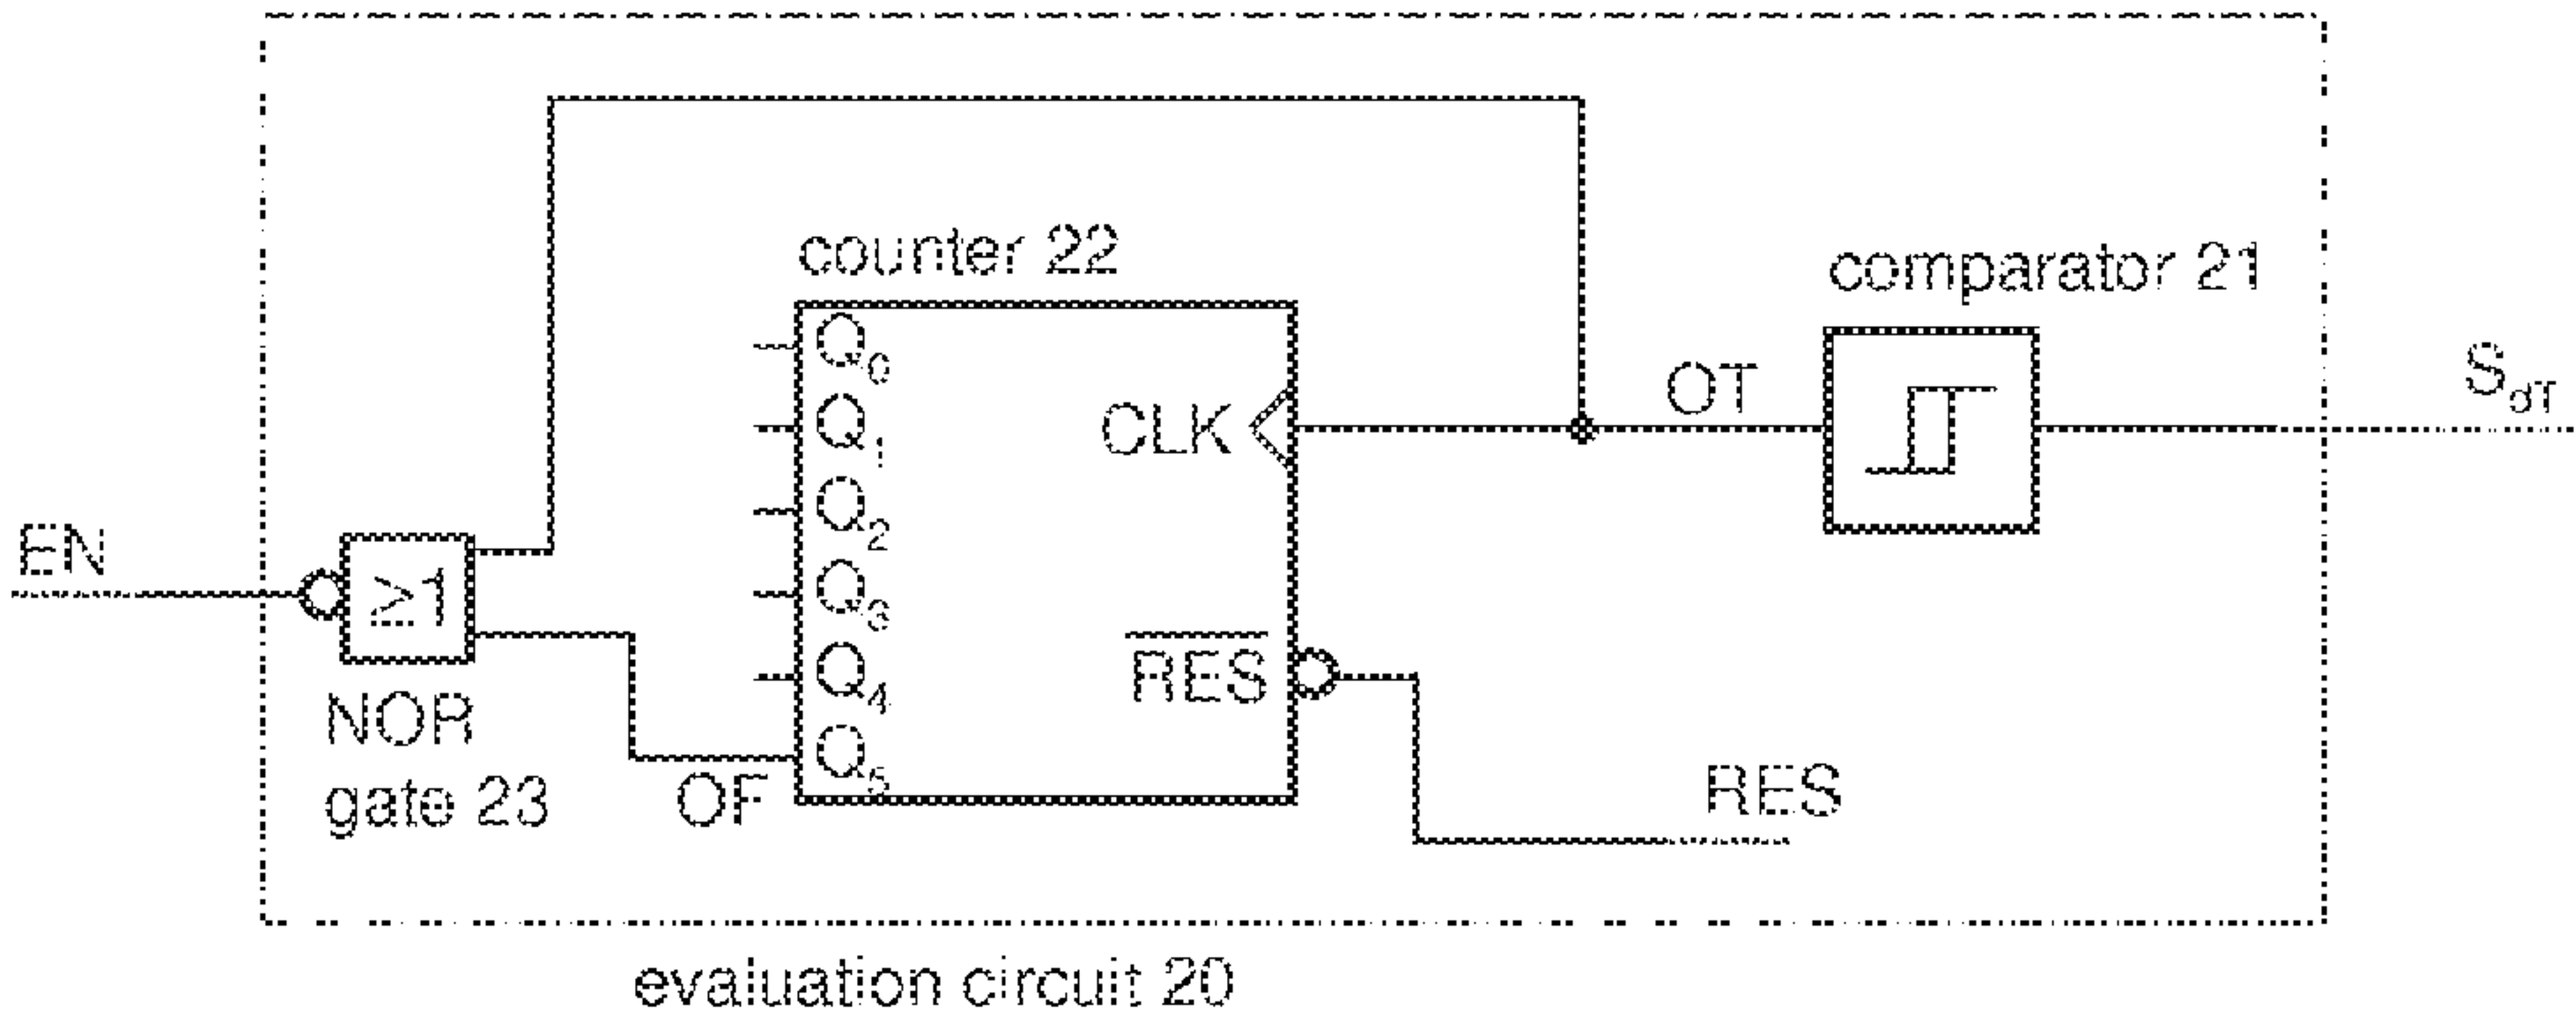 counter 22
comparator 21
Q0
OT
SdT
Q1
CLK
Q2
EN
≥1
Q3
RES
Q4
NOR
gate 23
Q5
OF
RES
evaluation circuit 20